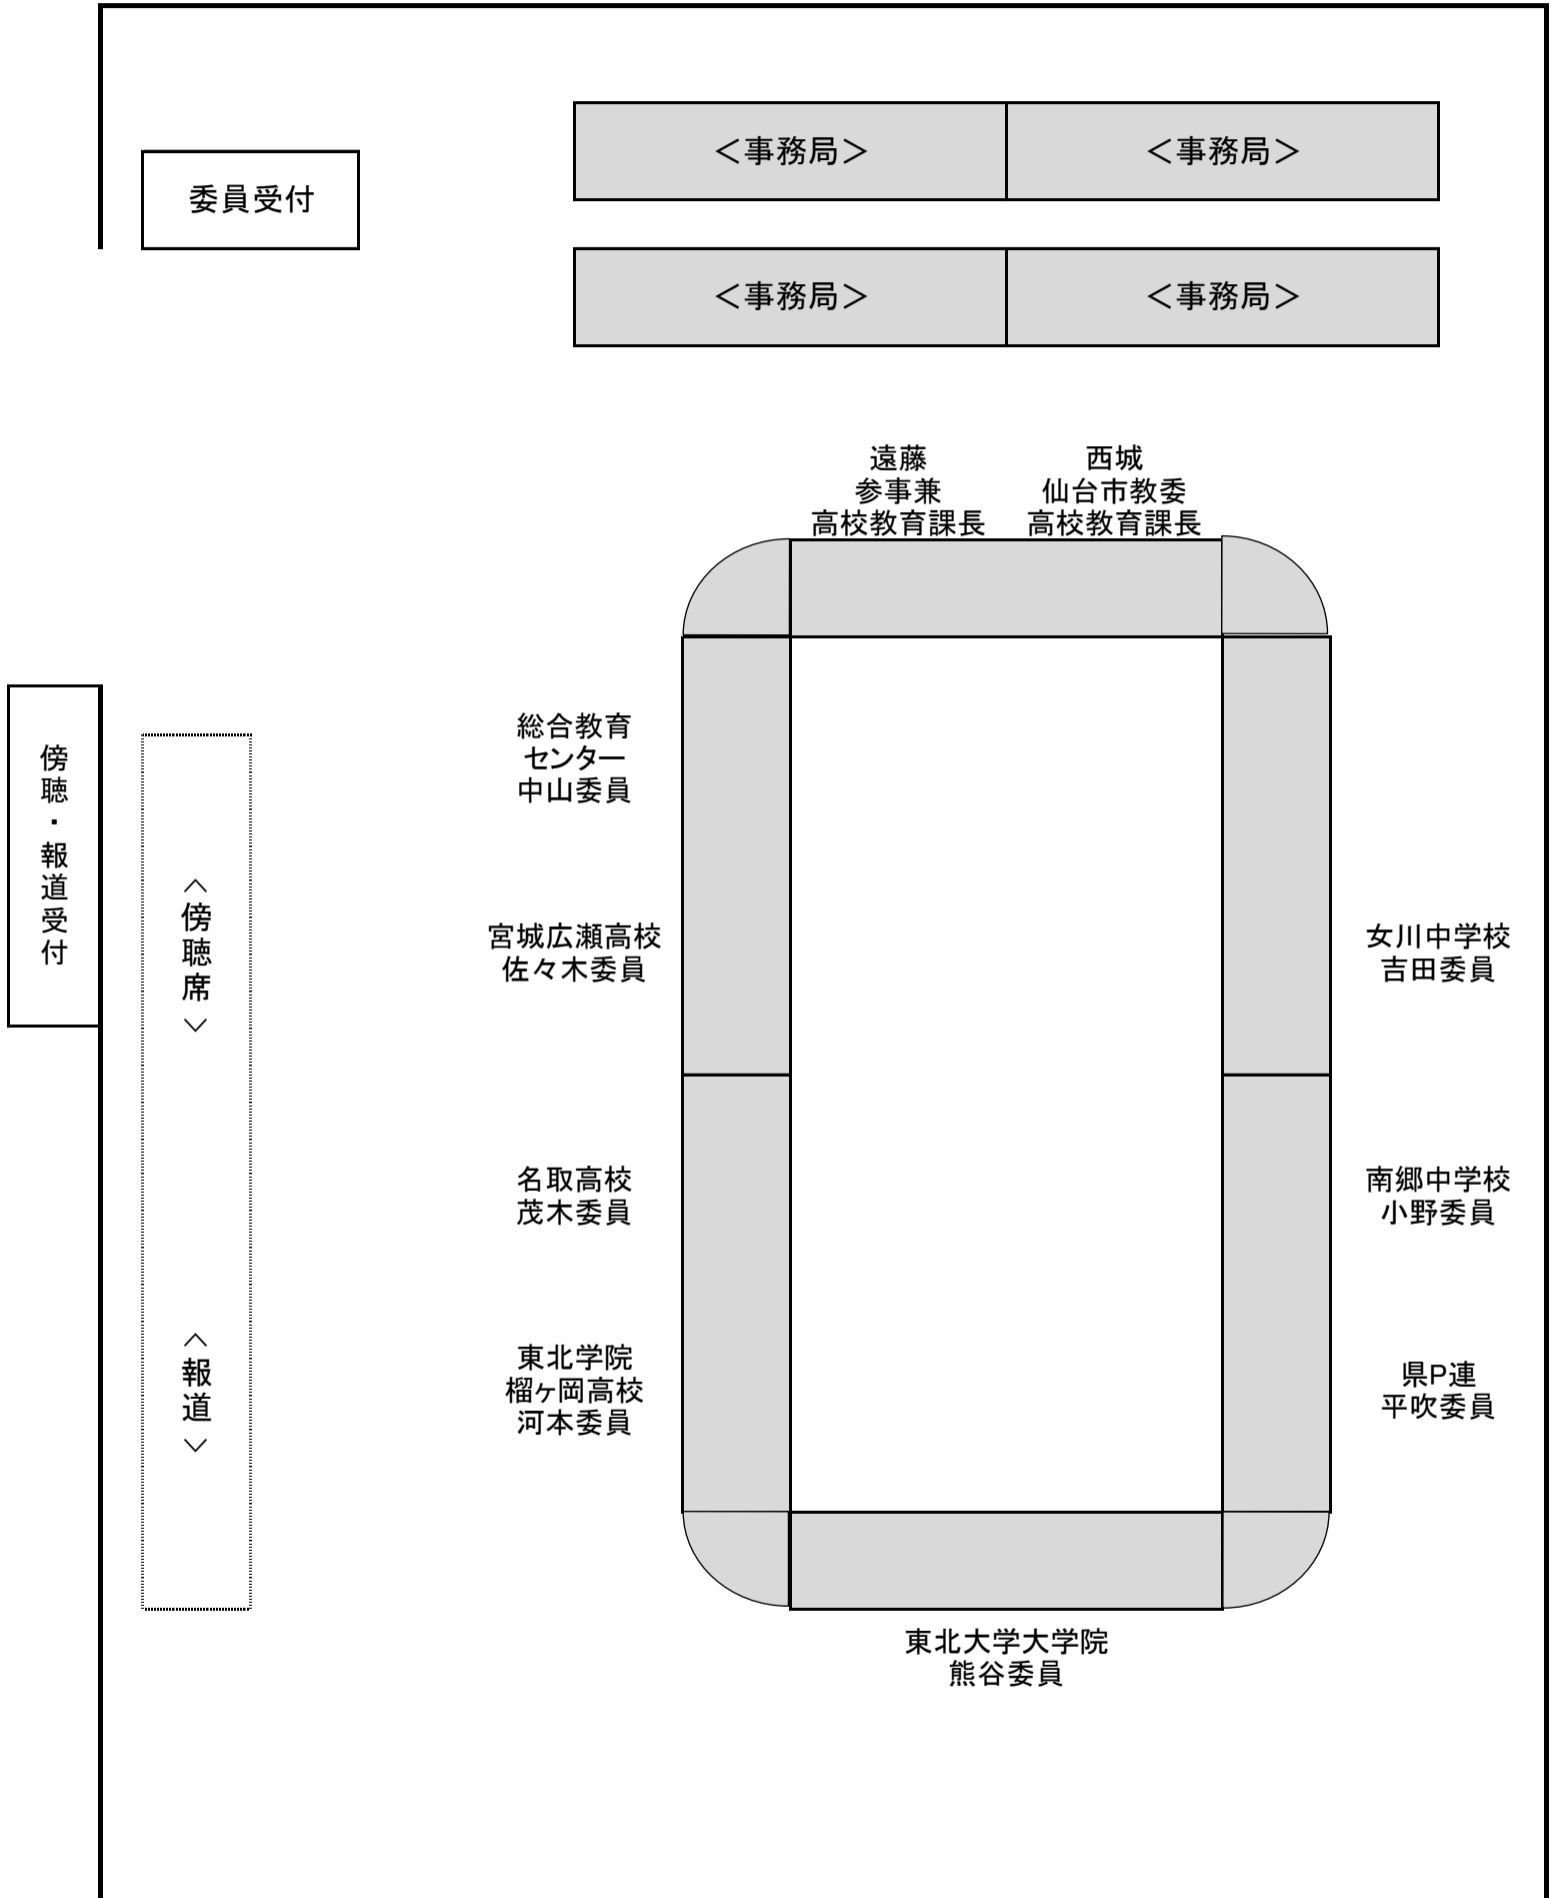 ＜事務局＞
＜事務局＞
委員受付
＜事務局＞
＜事務局＞
遠藤
参事兼
高校教育課長
西城
仙台市教委
高校教育課長
傍聴・報道受付
＜傍聴席＞
＜報道＞
総合教育
センター
中山委員
宮城広瀬高校
佐々木委員
女川中学校
吉田委員
名取高校
茂木委員
南郷中学校
小野委員
東北学院
榴ヶ岡高校
河本委員
県P連
平吹委員
東北大学大学院
熊谷委員